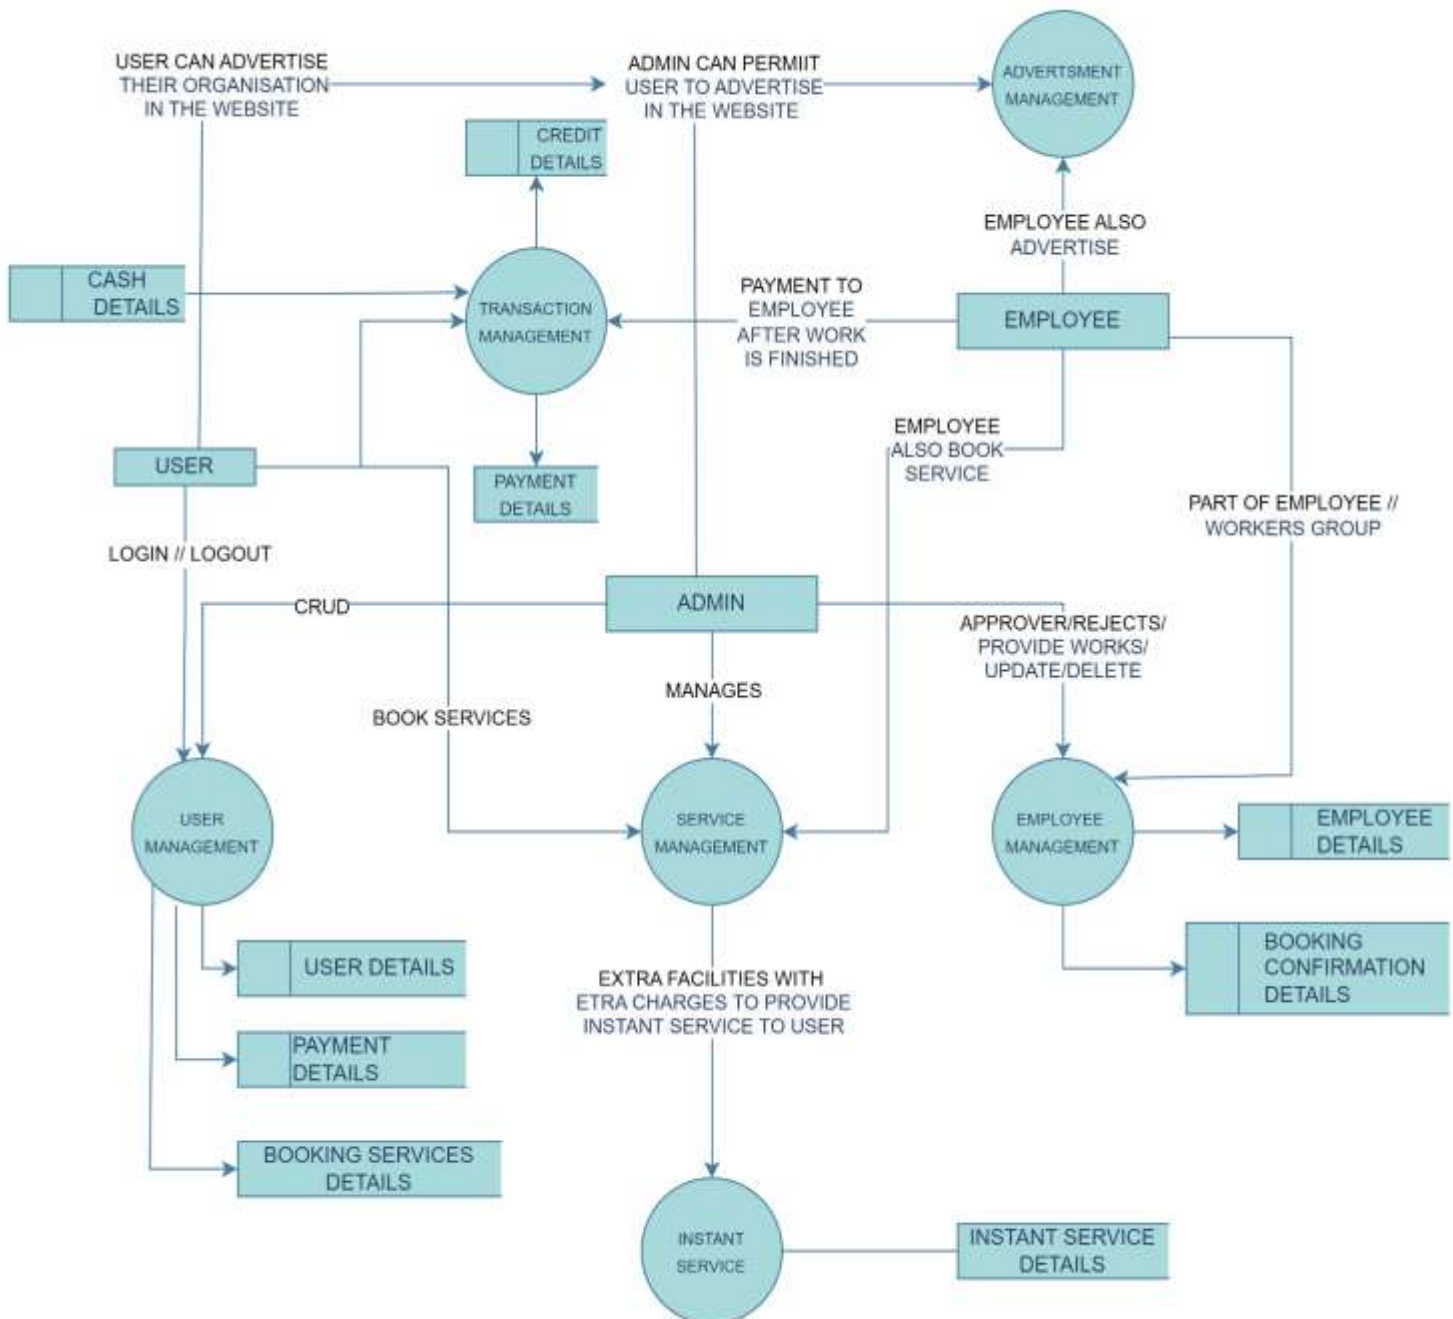 USER CAN ADVERTISE
THEIR ORGANISATION
IN THE WEBSITE
ADMIN CAN PERMIIT
USER TO ADVERTISE
IN THE WEBSITE
ADVERTSMENT
MANAGEMENT
CREDIT
DETAILS
EMPLOYEE ALSO
ADVERTISE
CASH
DETAILS
TRANSACTION
MANAGEMENT
PAYMENT TO
EMPLOYEE
AFTER WORK
IS FINISHED
EMPLOYEE
EMPLOYEE
ALSO BOOK
SERVICE
USER
PAYMENT
DETAILS
PART OF EMPLOYEE //
WORKERS GROUP
LOGIN // LOGOUT
CRUD
ADMIN
APPROVER/REJECTS/
PROVIDE WORKS/
UPDATE/DELETE
MANAGES
BOOK SERVICES
USER
MANAGEMENT
SERVICE
MANAGEMENT
EMPLOYEE
MANAGEMENT
EMPLOYEE
DETAILS
USER DETAILS
EXTRA FACILITIES WITH
ETRA CHARGES TO PROVIDE
INSTANT SERVICE TO USER
BOOKING
CONFIRMATION
DETAILS
PAYMENT
DETAILS
BOOKING SERVICES
DETAILS
INSTANT
SERVICE
INSTANT SERVICE
DETAILS